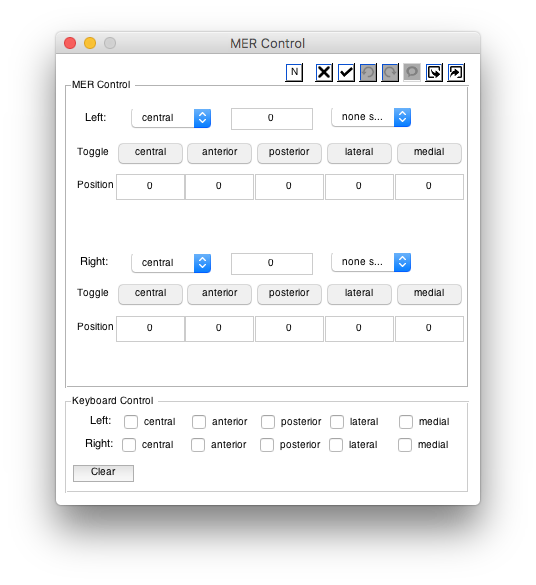 MER Control
N
MER Control
Left: central 0 none s...
Toggle central anterior posterior lateral medial
Position 0 0 0 0 0
Right: central 0 none s...
Toggle central anterior posterior lateral medial
Position 0 0 0 0 0
Keyboard Control
Left: central anterior posterior lateral medial
Right: central anterior posterior lateral medial
Clear